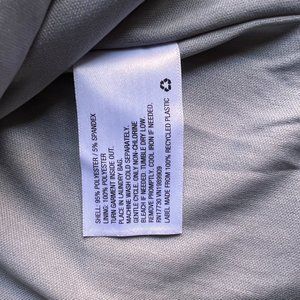 SHELL: 95% POLYESTER / 5% SPANDEX
LINING: 100% POLYESTER
TURN GARMENT INSIDE OUT.
PLACE IN LAUNDRY BAG.
MACHINE WASH COLD SEPARATELY.
GENTLE CYCLE. ONLY NON-CHLORINE
BLEACH IF NEEDED. TUMBLE DRY LOW
REMOVE PROMPTLY. COOL IRON IF NEEDED.
RN17730 VN1989909
LABEL MADE FROM 100% RECYCLED PLASTIC